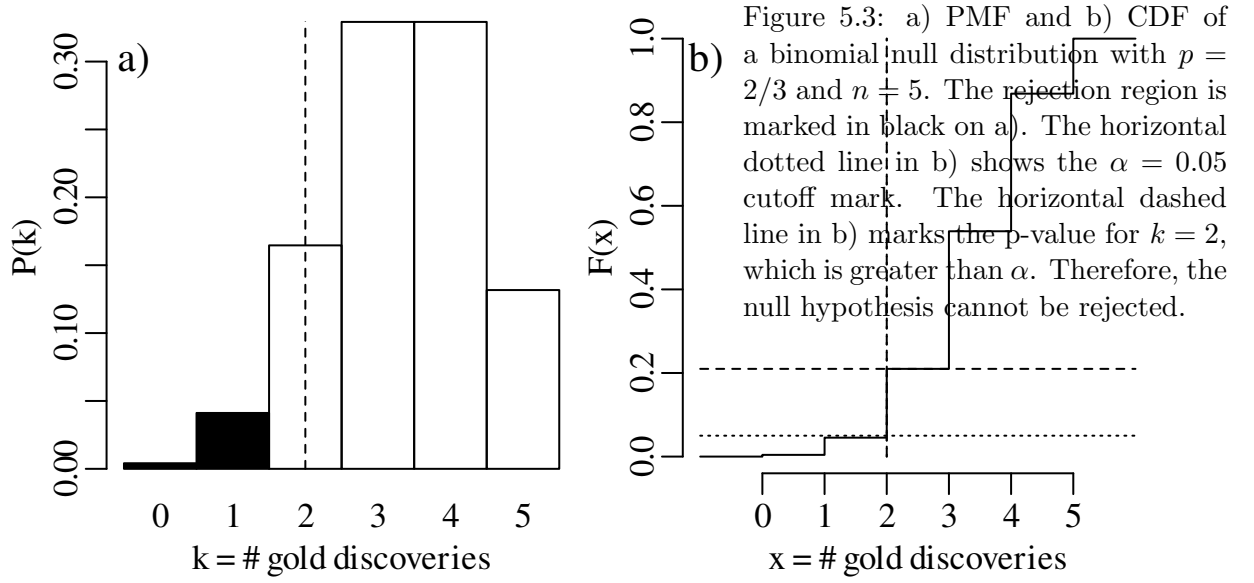 a)
0.30
0.20
0.10
0.00
P(k)
0 1 2 3 4 5
k = # gold discoveries
b)
1.0
0.8
0.6
0.4
0.2
0.0
F(x)
0 1 2 3 4 5
x = # gold discoveries
Figure 5.3: a) PMF and b) CDF of
a binomial null distribution with p =
2/3 and n = 5. The rejection region is
marked in black on a). The horizontal
dotted line in b) shows the α = 0.05
cutoff mark. The horizontal dashed
line in b) marks the p-value for k = 2,
which is greater than α. Therefore, the
null hypothesis cannot be rejected.